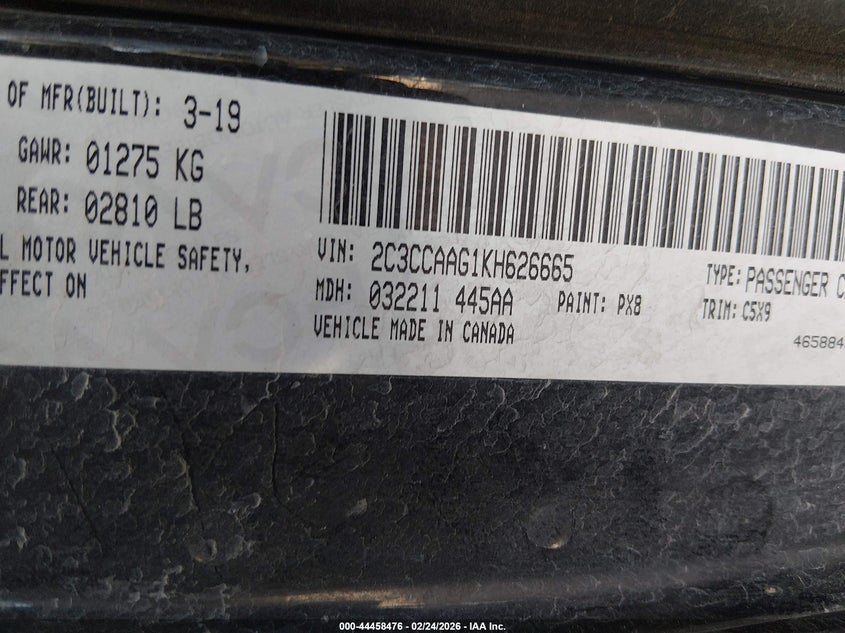 OF MFR(BUILT): 3-19
GAWR: 01275 KG
REAR: 02810 LB
L MOTOR VEHICLE SAFETY,
FFECT ON
VIN: 2C3CCAAG1KH626665
TYPE: PASSENGER C
MDH: 032211 445AA PAINT: PX8 TRIM: C5X9
VEHICLE MADE IN CANADA
465884
000-44458476 - 02/24/2026 - IAA Inc.